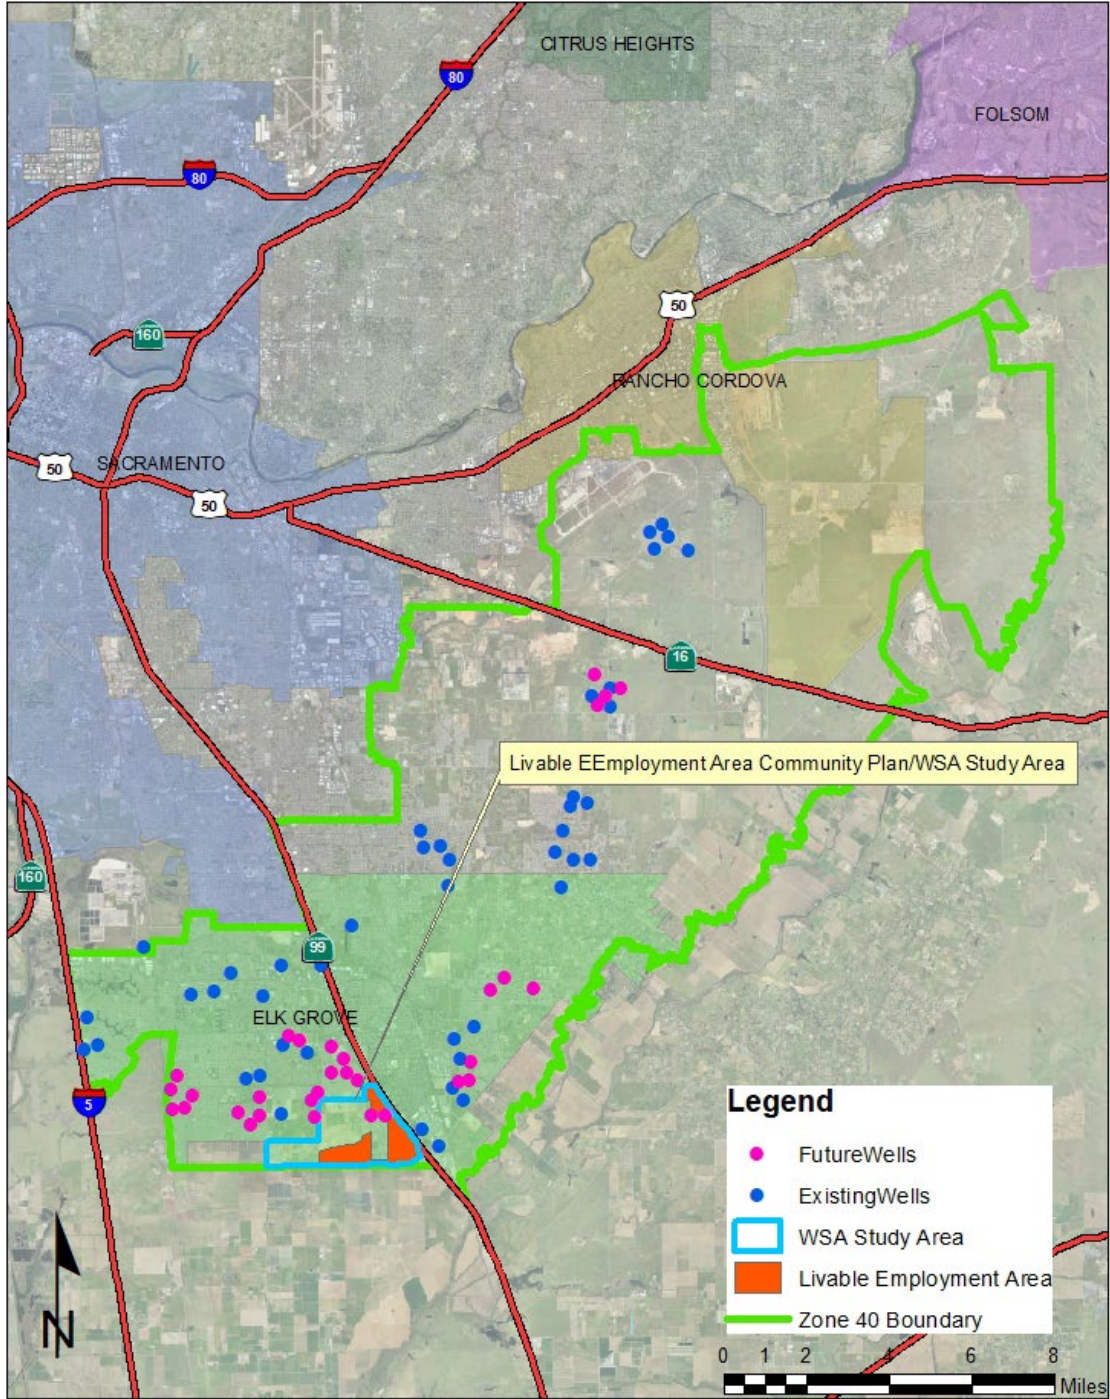 CITRUS HEIGHTS
80
FOLSOM
80
50
160
RANCHO CORDOVA
SACRAMENTO
50
50
16
Livable EEmployment Area Community Plan/WSA Study Area
160
99
ELK GROVE
5
Legend
FutureWells
ExistingWells
WSA Study Area
Livable Employment Area
Zone 40 Boundary
N
0 1 2 4 6 8
Miles